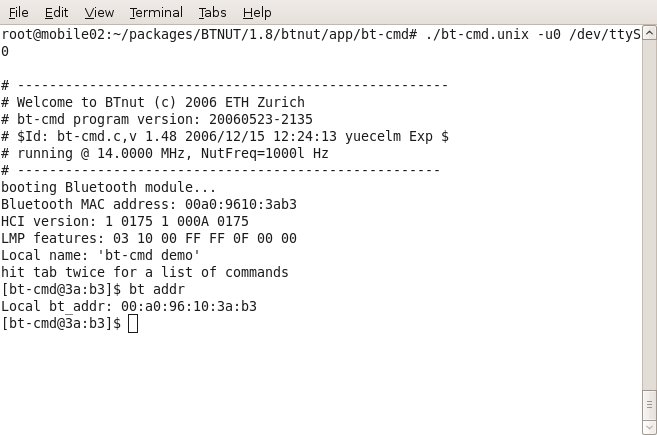 File Edit View Terminal Tabs Help
root@mobile02:~/packages/BTNUT/1.8/btnut/app/bt-cmd# ./bt-cmd.unix -u0 /dev/ttyS
0
# -----------------------------------------------------
# Welcome to BTnut (c) 2006 ETH Zurich
# bt-cmd program version: 20060523-2135
# $Id: bt-cmd.c,v 1.48 2006/12/15 12:24:13 yuecelm Exp $
# running @ 14.0000 MHz, NutFreq=1000l Hz
# ----------------------------------------------------
booting Bluetooth module...
Bluetooth MAC address: 00a0:9610:3ab3
HCI version: 1 0175 1 000A 0175
LMP features: 03 10 00 FF FF 0F 00 00
Local name: 'bt-cmd demo'
hit tab twice for a list of commands
[bt-cmd@3a:b3]$ bt addr
Local bt_addr: 00:a0:96:10:3a:b3
[bt-cmd@3a:b3]$